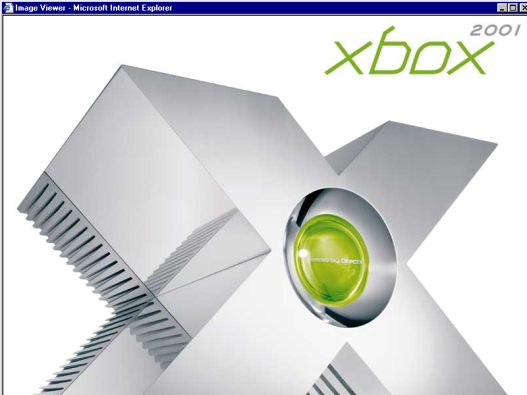 Image Viewer - Microsoft Internet Explorer
2001
xbox
Powered by DirectX